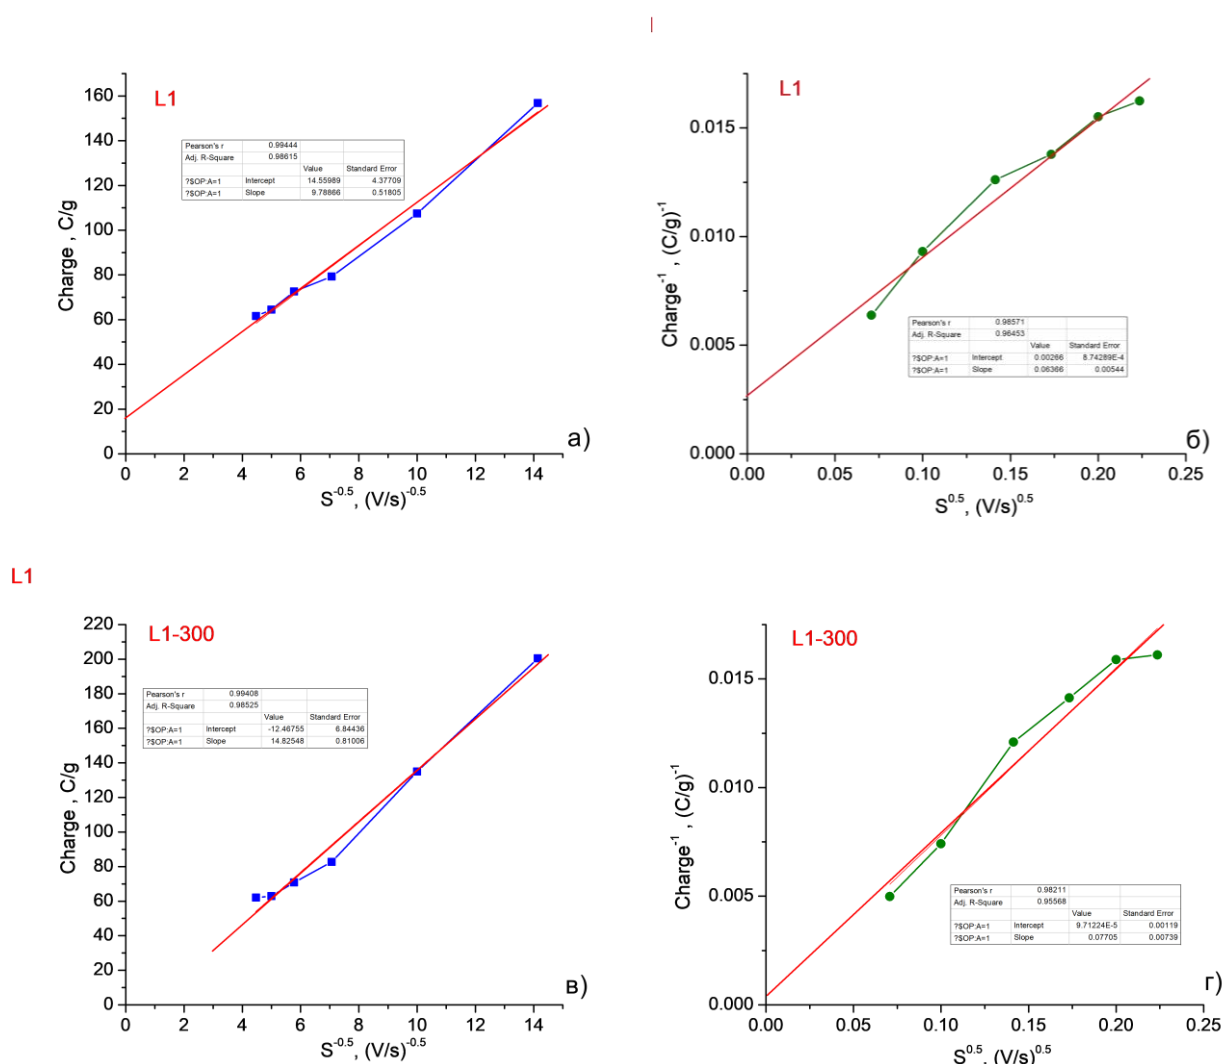 L1
160
140
120
100
80
60
40
20
0
0 2 4 6 8 10 12 14
Charge , C/g
S-0.5, (V/s)-0.5
Pearson's r 0.99444
Adj. R-Square 0.98615
Value Standard Error
?$OP:A=1 Intercept 14.55989 4.37709
?$OP:A=1 Slope 9.78866 0.51805
а)
L1
0.015
0.010
0.005
0.000
0.00 0.05 0.10 0.15 0.20 0.25
Charge-1 , (C/g)-1
S0.5, (V/s)0.5
Pearson's r 0.98571
Adj. R-Square 0.96453
Value Standard Error
?$OP:A=1 Intercept 0.00266 8.74289E-4
?$OP:A=1 Slope 0.06366 0.00544
б)
L1
L1-300
220
200
180
160
140
120
100
80
60
40
20
0
0 2 4 6 8 10 12 14
Charge , C/g
S-0.5, (V/s)-0.5
Pearson's r 0.99408
Adj. R-Square 0.98525
Value Standard Error
?$OP:A=1 Intercept -12.46755 6.84436
?$OP:A=1 Slope 14.82548 0.81006
в)
L1-300
0.015
0.010
0.005
0.000
0.00 0.05 0.10 0.15 0.20 0.25
Charge-1 , (C/g)-1
S0.5, (V/s)0.5
Pearson's r 0.98211
Adj. R-Square 0.95568
Value Standard Error
?$OP:A=1 Intercept 9.71224E-5 0.00119
?$OP:A=1 Slope 0.07705 0.00739
г)